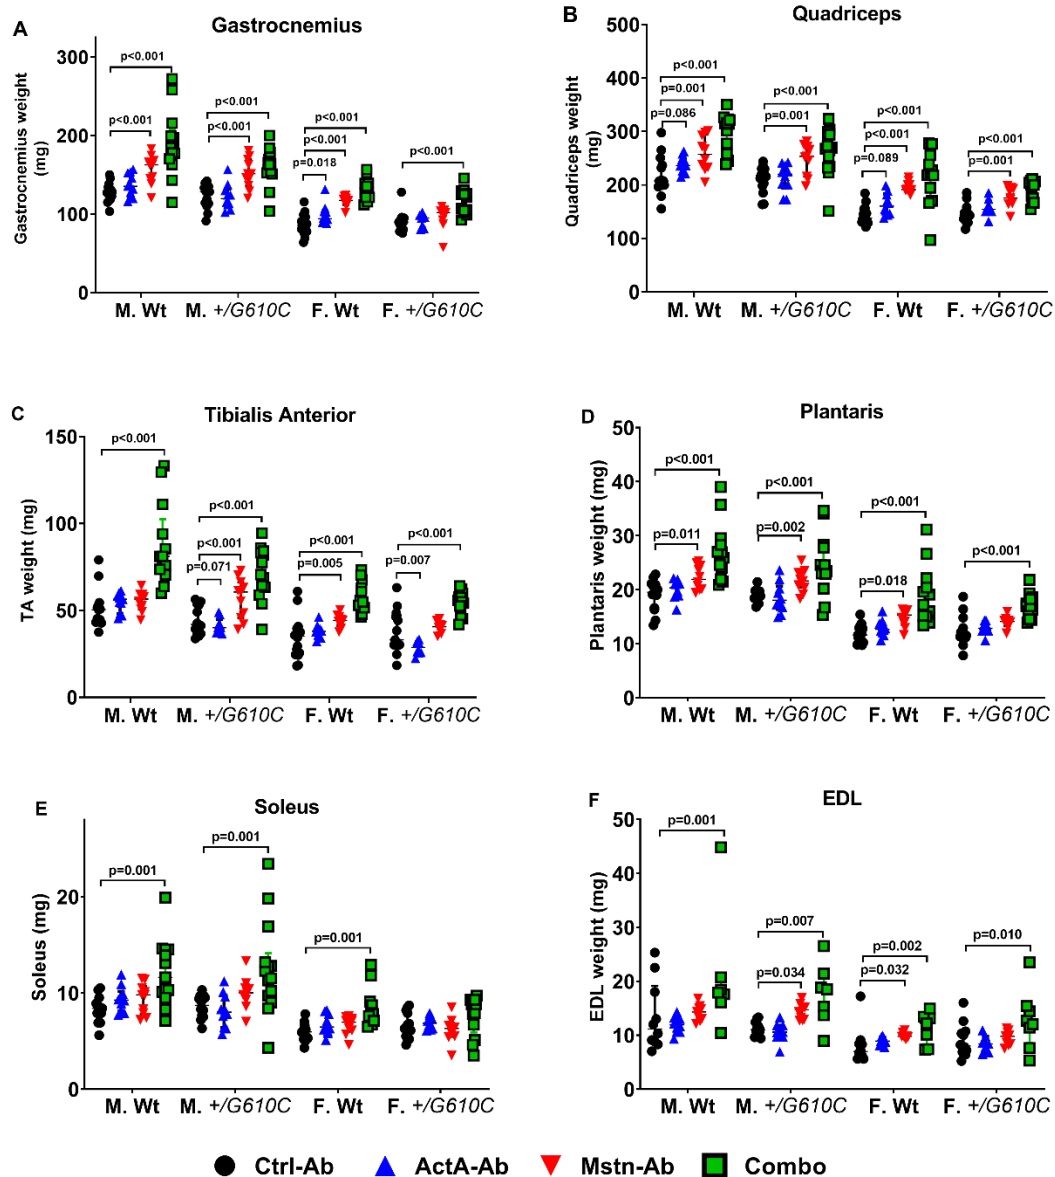 A
Gastrocnemius
Gastrocnemius weight
(mg)
300
200
100
0
p<0.001
p<0.001
p<0.001
p<0.001
p<0.001
p<0.001
p=0.018
p<0.001
M. Wt
M. +/G610C
F. Wt
F. +/G610C
B
Quadriceps
Quadriceps weight
(mg)
500
400
300
200
100
0
p<0.001
p=0.001
p=0.086
p<0.001
p=0.001
p<0.001
p<0.001
p=0.089
p<0.001
p=0.001
M. Wt
M. +/G610C
F. Wt
F. +/G610C
C
Tibialis Anterior
TA weight (mg)
150
100
50
0
p<0.001
p<0.001
p<0.001
p=0.071
p<0.001
p=0.005
p<0.001
p=0.007
M. Wt
M. +/G610C
F. Wt
F. +/G610C
D
Plantaris
Plantaris weight (mg)
50
40
30
20
10
0
p<0.001
p=0.011
p<0.001
p=0.002
p<0.001
p=0.018
p<0.001
M. Wt
M. +/G610C
F. Wt
F. +/G610C
E
Soleus
Soleus (mg)
20
10
0
p=0.001
p=0.001
p=0.001
M. Wt
M. +/G610C
F. Wt
F. +/G610C
F
EDL
EDL weight (mg)
50
40
30
20
10
0
p=0.001
p=0.007
p=0.034
p=0.002
p=0.032
p=0.010
M. Wt
M. +/G610C
F. Wt
F. +/G610C
Ctrl-Ab
ActA-Ab
Mstn-Ab
Combo